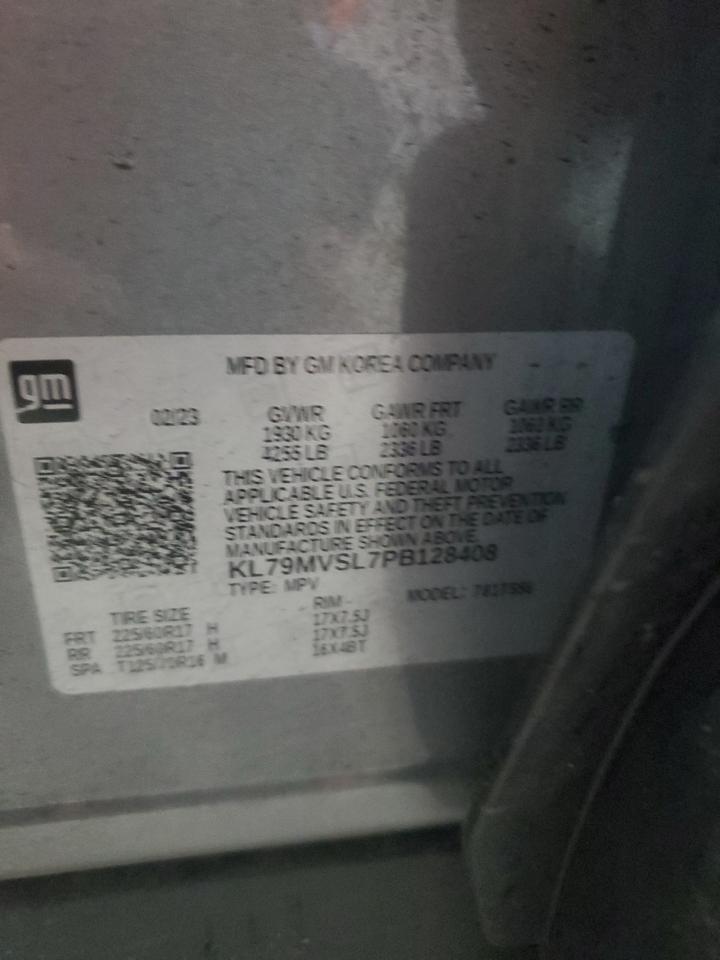 gm
MFD BY GM KOREA COMPANY
02/23 GVWR GAWR FRT GAWR RR
1930 KG 1060 KG 1060 KG
4255 LB 2336 LB 2336 LB
THIS VEHICLE CONFORMS TO ALL
APPLICABLE U.S. FEDERAL MOTOR
VEHICLE SAFETY AND THEFT PREVENTION
STANDARDS IN EFFECT ON THE DATE OF
MANUFACTURE SHOWN ABOVE.
KL79MVSL7PB128408
TYPE: MPV MODEL:
TIRE SIZE RIM
FRT 225/60R17 H 17X7.5J
RR 225/60R17 H 17X7.5J
SPA T125/70R16 M 16X4BT